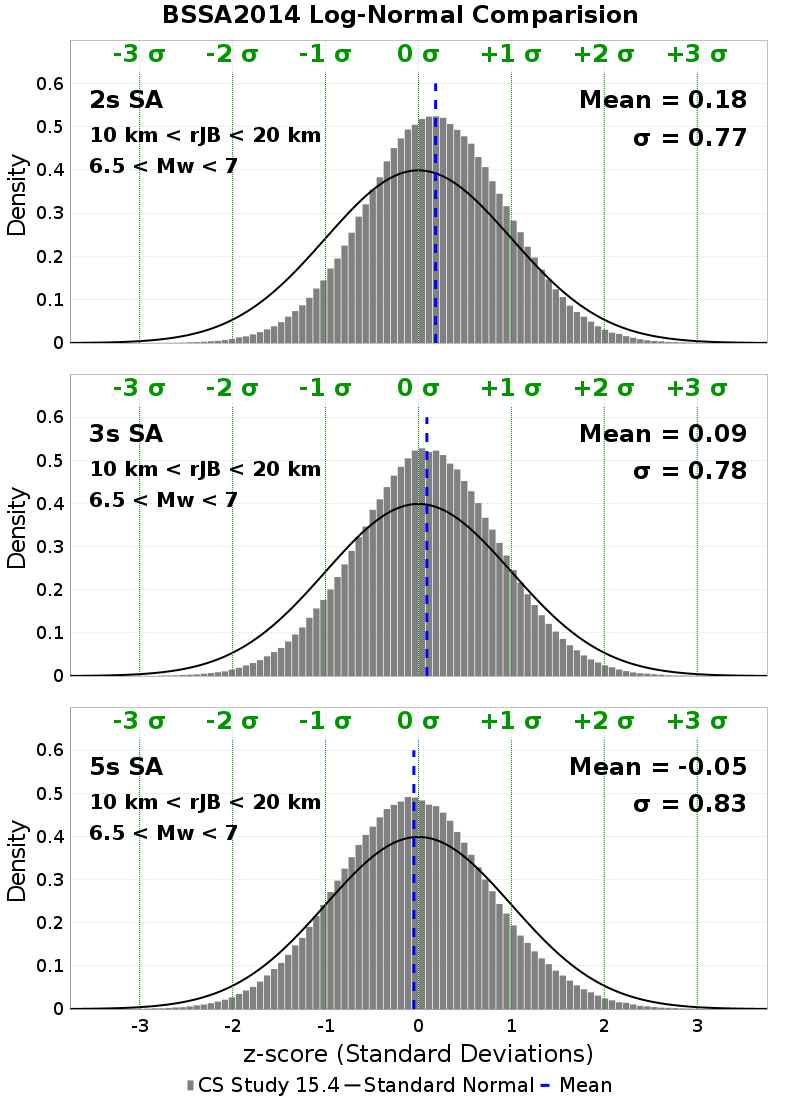 BSSA2014 Log-Normal Comparision
-3 σ -2 σ -1 σ 0 σ +1 σ +2 σ +3 σ
0.6
2s SA Mean = 0.18
0.5
10 km < rJB < 20 km σ = 0.77
0.4
6.5 < Mw < 7
Density
0.3
0.2
0.1
0
-3 σ -2 σ -1 σ 0 σ +1 σ +2 σ +3 σ
0.6
3s SA Mean = 0.09
0.5
10 km < rJB < 20 km σ = 0.78
0.4
6.5 < Mw < 7
Density
0.3
0.2
0.1
0
-3 σ -2 σ -1 σ 0 σ +1 σ +2 σ +3 σ
0.6
5s SA Mean = -0.05
0.5
10 km < rJB < 20 km σ = 0.83
0.4
6.5 < Mw < 7
Density
0.3
0.2
0.1
0
-3 -2 -1 0 1 2 3
z-score (Standard Deviations)
CS Study 15.4 Standard Normal Mean